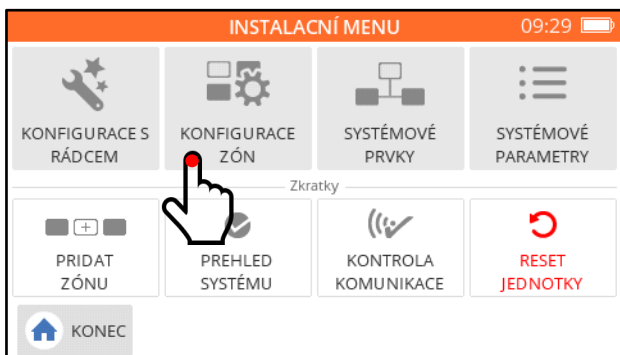 INSTALACNÍ MENU 09:29
KONFIGURACE S KONFIGURACE SYSTÉMOVÉ SYSTÉMOVÉ
RÁDCEM ZÓN PRVKY PARAMETRY
Zkratky
PRIDAT PREHLED KONTROLA RESET
ZÓNU SYSTÉMU KOMUNIKACE JEDNOTKY
KONEC